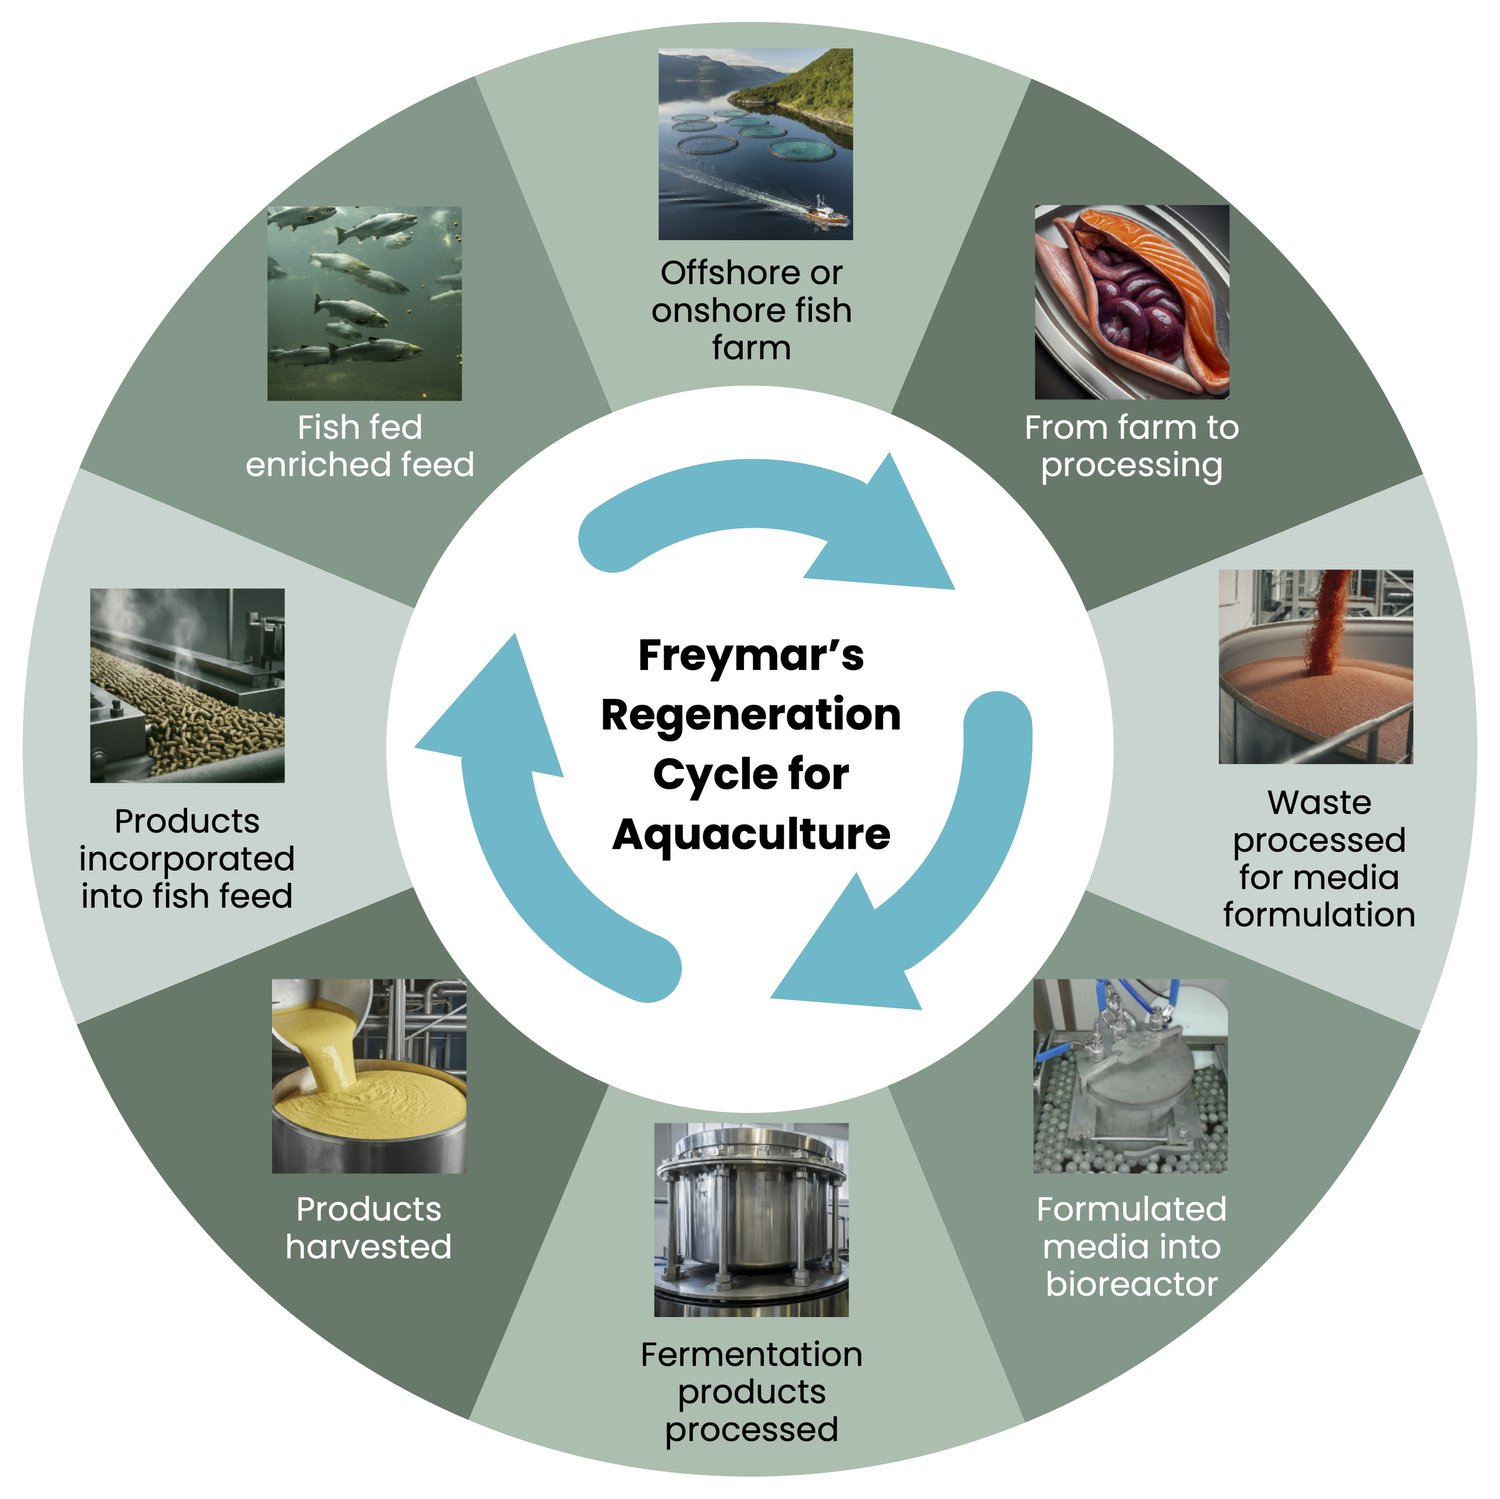 Offshore or
onshore fish
farm
From farm to
processing
Waste
processed
for media
formulation
Formulated
media into
bioreactor
Fermentation
products
processed
Products
harvested
Products
incorporated
into fish feed
Fish fed
enriched feed
Freymar’s
Regeneration
Cycle for
Aquaculture